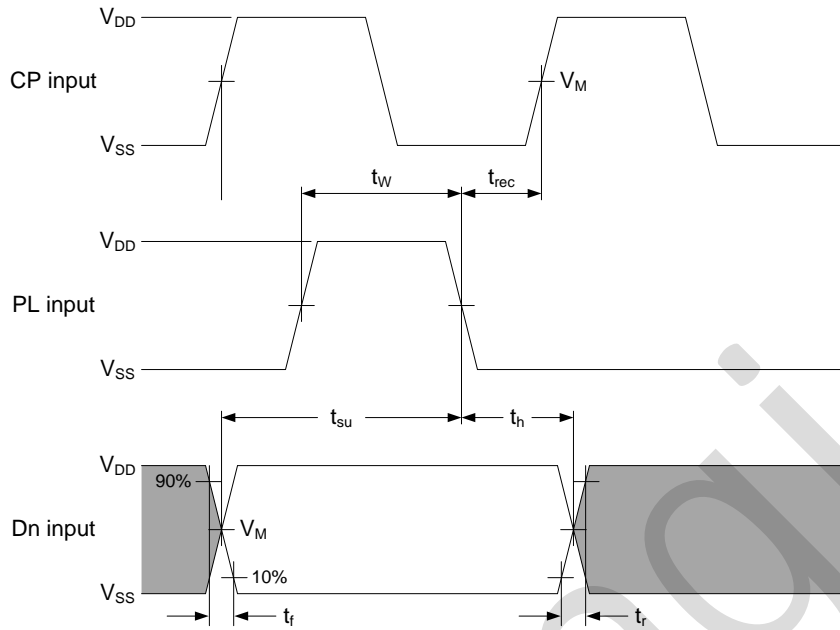 V_DD
CP input
V_M
V_SS
t_W
t_rec
V_DD
PL input
V_SS
t_su
t_h
V_DD
90%
Dn input
V_M
10%
V_SS
t_f
t_r